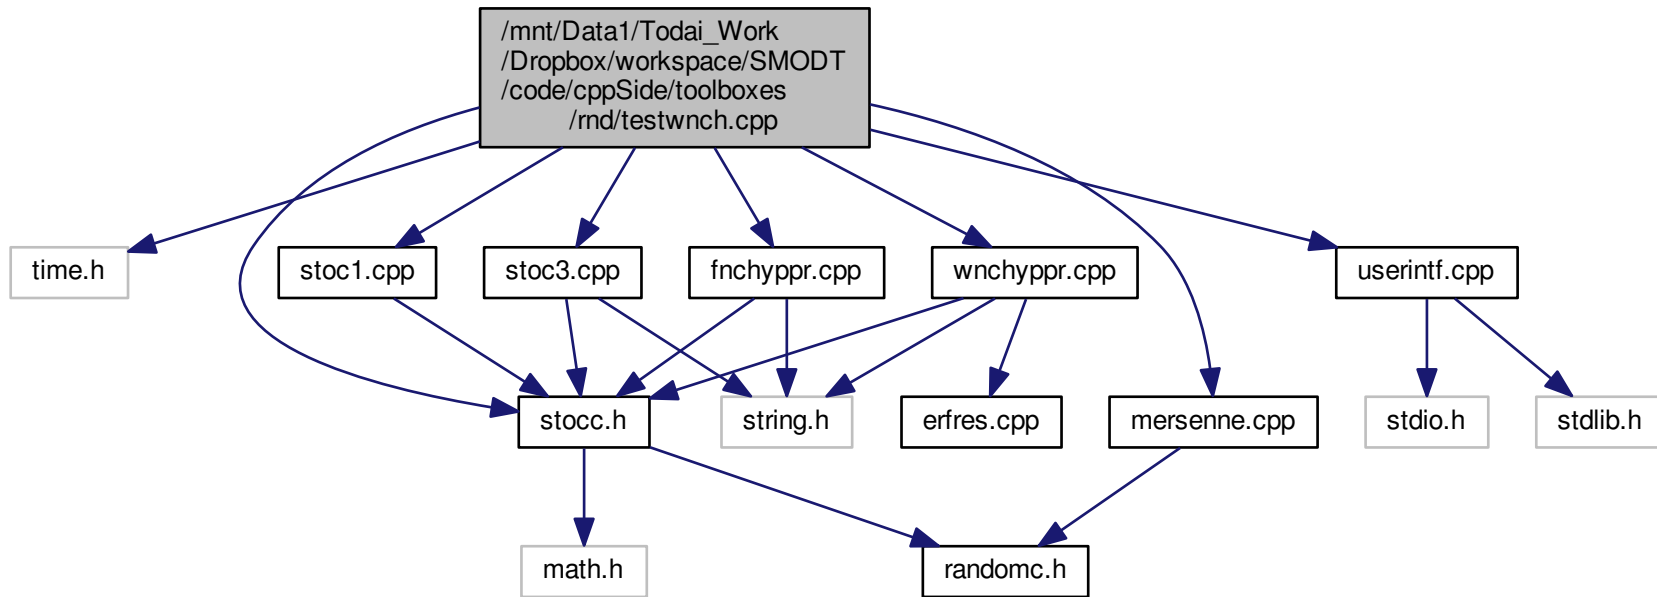 /mnt/Data1/Todai_Work
/Dropbox/workspace/SMODT
/code/cppSide/toolboxes
/rnd/testwnch.cpp
time.h
stoc1.cpp
stoc3.cpp
fnchyppr.cpp
wnchyppr.cpp
userintf.cpp
stocc.h
string.h
erfres.cpp
mersenne.cpp
stdio.h
stdlib.h
math.h
randomc.h